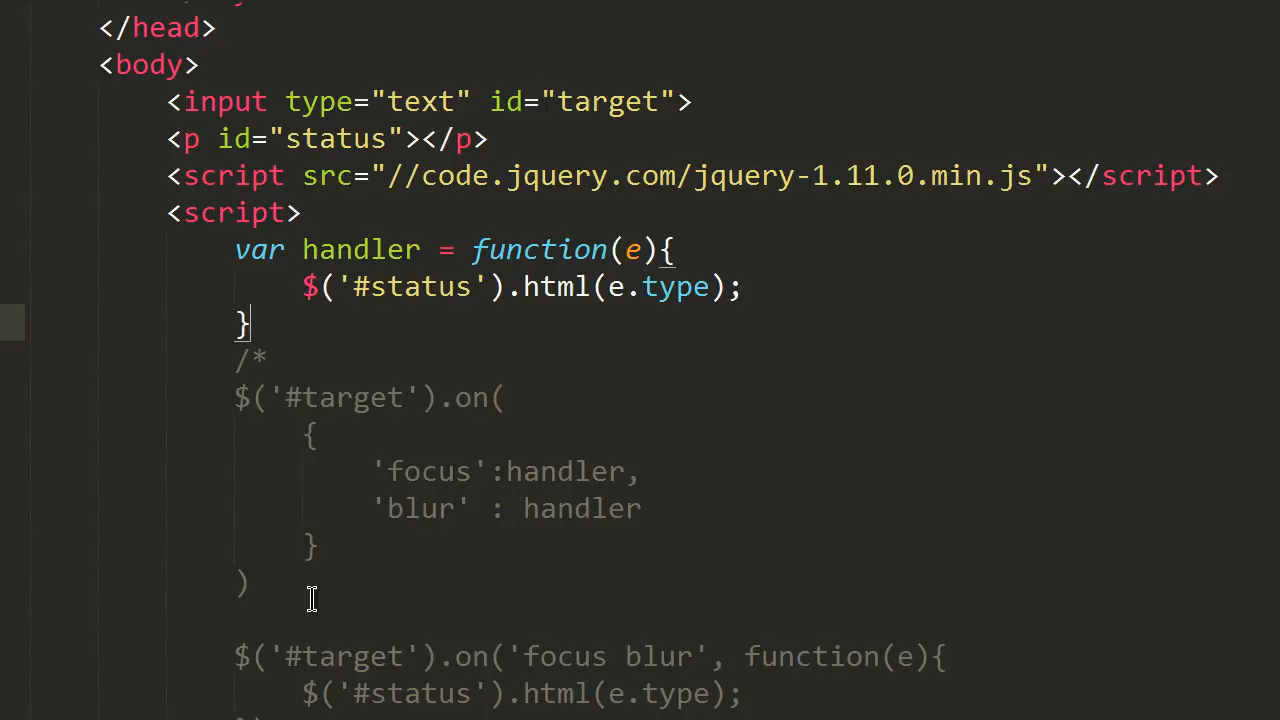 </head>
<body>
<input type="text" id="target">
<p id="status"></p>
<script src="//code.jquery.com/jquery-1.11.0.min.js"></script>
<script>
var handler = function(e){
$('#status').html(e.type);
}
/*
$('#target').on(
{
'focus':handler,
'blur' : handler
}
)
$('#target').on('focus blur', function(e){
$('#status').html(e.type);